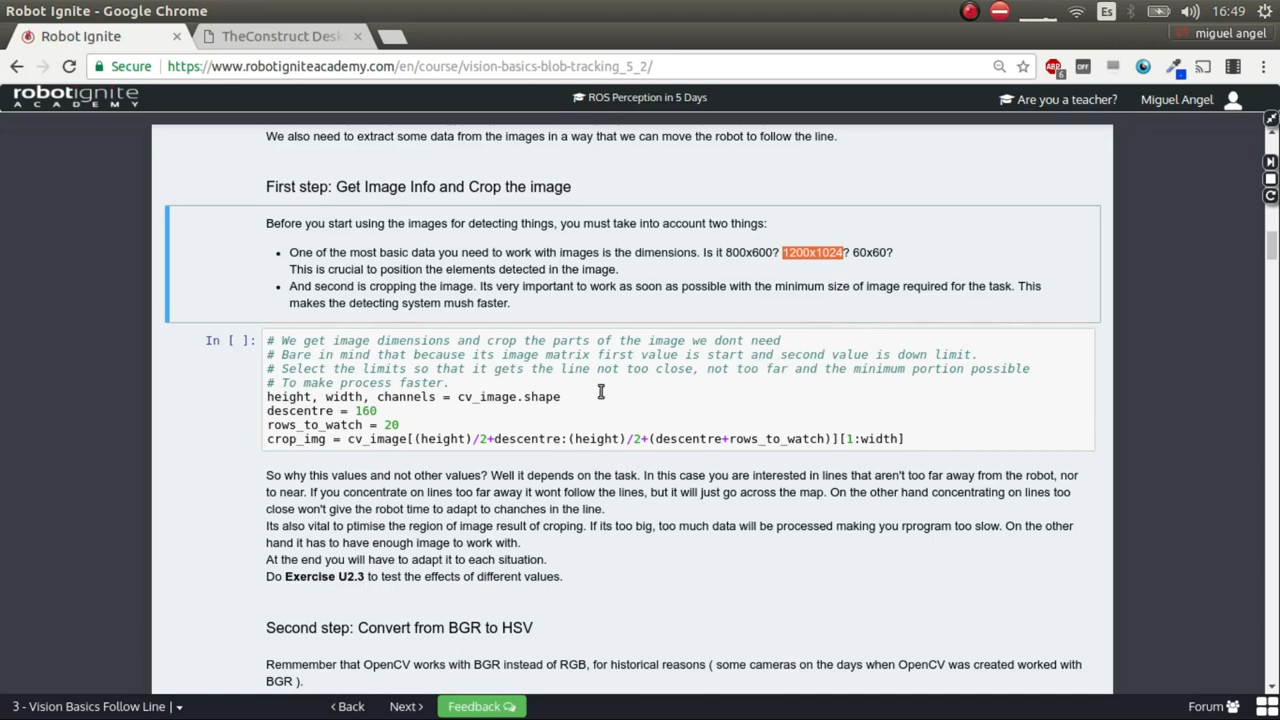 Robot Ignite - Google Chrome
Es
16:49
Robot Ignite
TheConstruct Desk
miguel angel
Secure
https://www.robotigniteacademy.com/en/course/vision-basics-blob-tracking_5_2/
ABP
6
OFF
robotignite
ACADEMY
ROS Perception in 5 Days
Are you a teacher?
Miguel Angel
We also need to extract some data from the images in a way that we can move the robot to follow the line.
First step: Get Image Info and Crop the image
Before you start using the images for detecting things, you must take into account two things:
• One of the most basic data you need to work with images is the dimensions. Is it 800x600? 1200x1024? 60x60?
This is crucial to position the elements detected in the image.
• And second is cropping the image. Its very important to work as soon as possible with the minimum size of image required for the task. This
makes the detecting system mush faster.
In [ ]:
# We get image dimensions and crop the parts of the image we dont need
# Bare in mind that because its image matrix first value is start and second value is down limit.
# Select the limits so that it gets the line not too close, not too far and the minimum portion possible
# To make process faster.
height, width, channels = cv_image.shape
descentre = 160
rows_to_watch = 20
crop_img = cv_image[(height)/2+descentre:(height)/2+(descentre+rows_to_watch)][1:width]
So why this values and not other values? Well it depends on the task. In this case you are interested in lines that aren't too far away from the robot, nor
to near. If you concentrate on lines too far away it wont follow the lines, but it will just go across the map. On the other hand concentrating on lines too
close won't give the robot time to adapt to chanches in the line.
Its also vital to ptimise the region of image result of croping. If its too big, too much data will be processed making you rprogram too slow. On the other
hand it has to have enough image to work with.
At the end you will have to adapt it to each situation.
Do Exercise U2.3 to test the effects of different values.
Second step: Convert from BGR to HSV
Remmember that OpenCV works with BGR instead of RGB, for historical reasons ( some cameras on the days when OpenCV was created worked with
BGR ).
3 - Vision Basics Follow Line |
Back
Next
Feedback
Forum